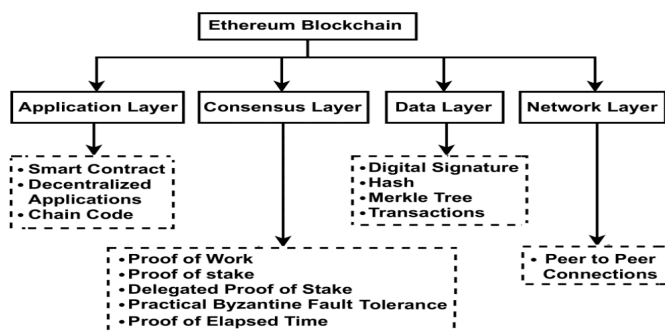 Ethereum Blockchain
Application Layer
Consensus Layer
Data Layer
Network Layer
• Smart Contract
• Decentralized
Applications
• Chain Code
• Digital Signature
• Hash
• Merkle Tree
• Transactions
• Proof of Work
• Proof of stake
• Delegated Proof of Stake
• Practical Byzantine Fault Tolerance
• Proof of Elapsed Time
• Peer to Peer
Connections